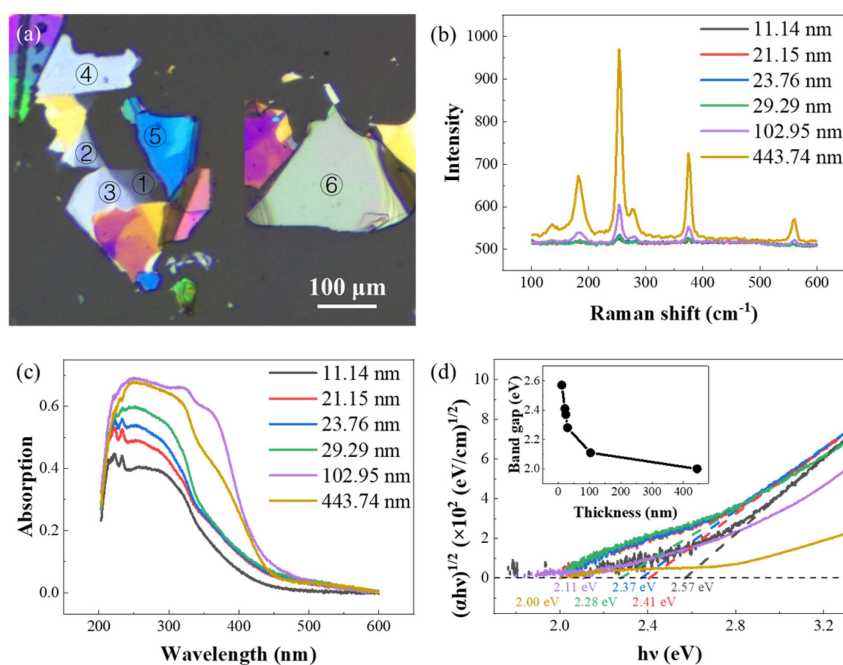 (a)
④
⑤
②
①
③
⑥
100 μm
(b)
11.14 nm
21.15 nm
23.76 nm
29.29 nm
102.95 nm
443.74 nm
1000
900
800
700
600
500
Intensity
100 200 300 400 500 600
Raman shift (cm⁻¹)
(c)
11.14 nm
21.15 nm
23.76 nm
29.29 nm
102.95 nm
443.74 nm
0.6
0.4
0.2
0.0
Absorption
200 300 400 500 600
Wavelength (nm)
(d)
10
8
6
4
2
0
(αhν)^1/2 (×10² (eV/cm)^1/2)
2.6
2.4
2.2
2.0
Band gap (eV)
0 100 200 300 400
Thickness (nm)
2.11 eV 2.37 eV 2.57 eV
2.00 eV 2.28 eV 2.41 eV
2.0 2.4 2.8 3.2
hν (eV)